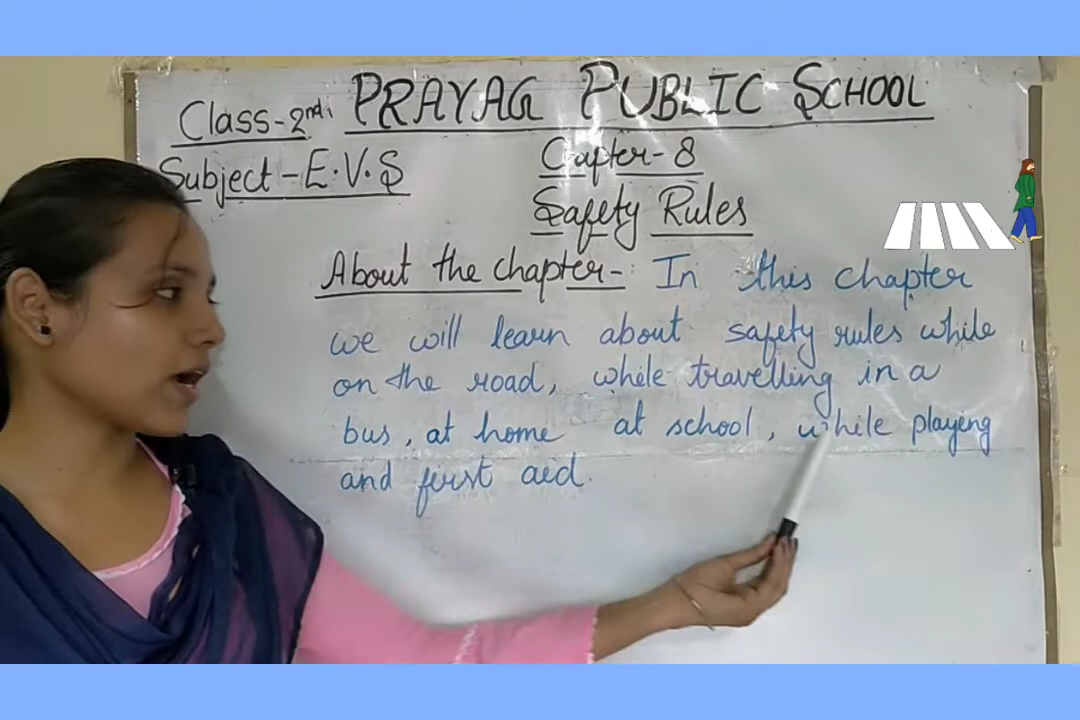 PRAYAG PUBLIC SCHOOL
Class-2nd.
Subject - E.V.S
Chapter-8
Safety Rules
About the chapter-: In this chapter
we will learn about safety rules while
on the road, while travelling in a
bus, at home at school, while playing
and first aid.